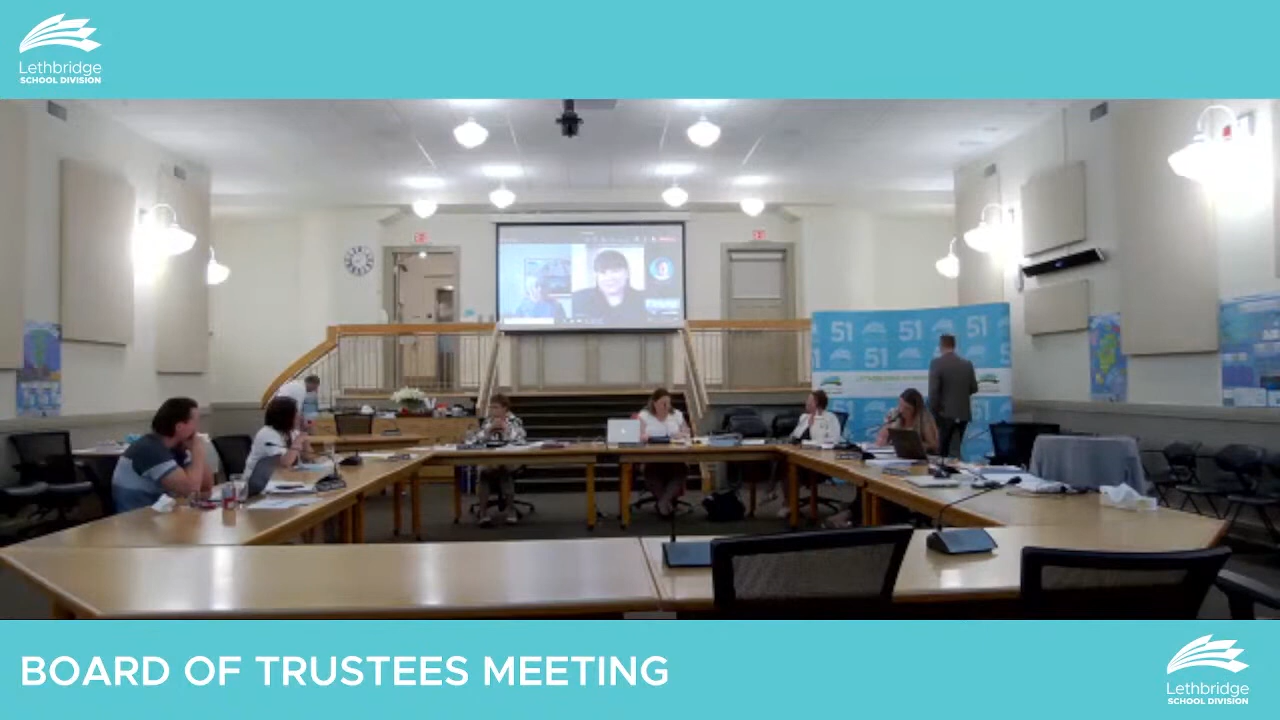 Lethbridge
SCHOOL DIVISION
51 51 51
51
BOARD OF TRUSTEES MEETING
Lethbridge
SCHOOL DIVISION